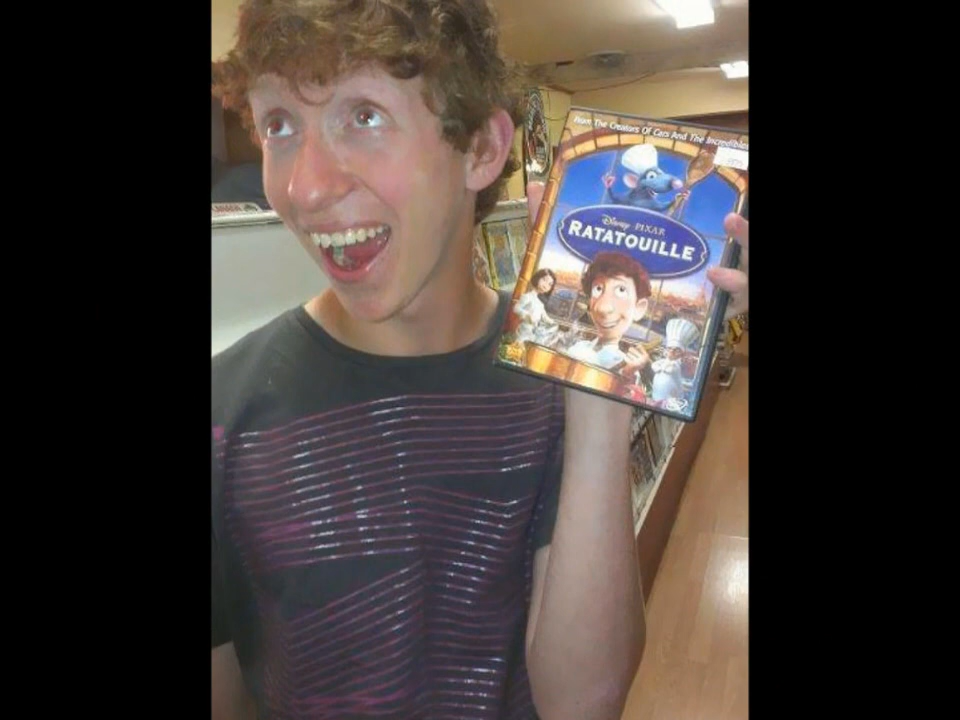 From The Creators Of Cars And The Incredibles
Disney PIXAR
RATATOUILLE